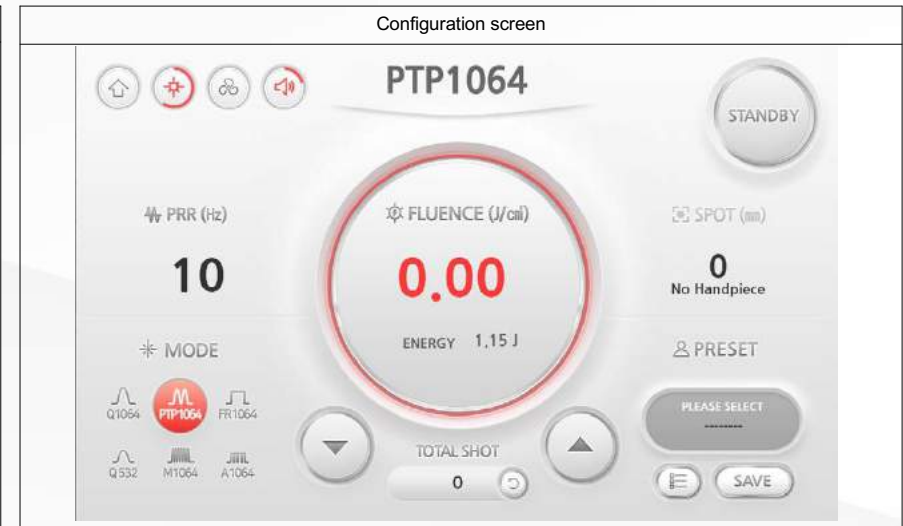 Configuration screen
PTP1064
STANDBY
PRR (Hz)
10
FLUENCE (J/㎠)
0.00
ENERGY 1,15 J
SPOT (㎜)
0
No Handpiece
MODE
Q1064 PTP1064 FR1064
Q532 M1064 A1064
TOTAL SHOT
0
PRESET
PLEASE SELECT
--------
SAVE